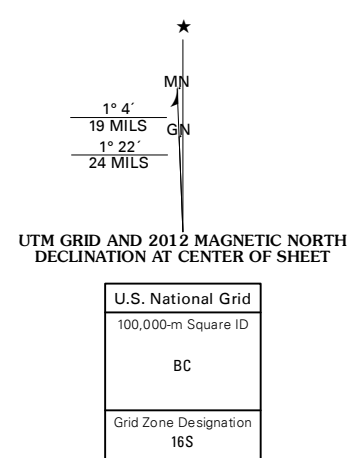 ★
MN
1° 4´
19 MILS
GN
1° 22´
24 MILS
UTM GRID AND 2012 MAGNETIC NORTH
DECLINATION AT CENTER OF SHEET
U.S. National Grid
100,000-m Square ID
BC
Grid Zone Designation
16S